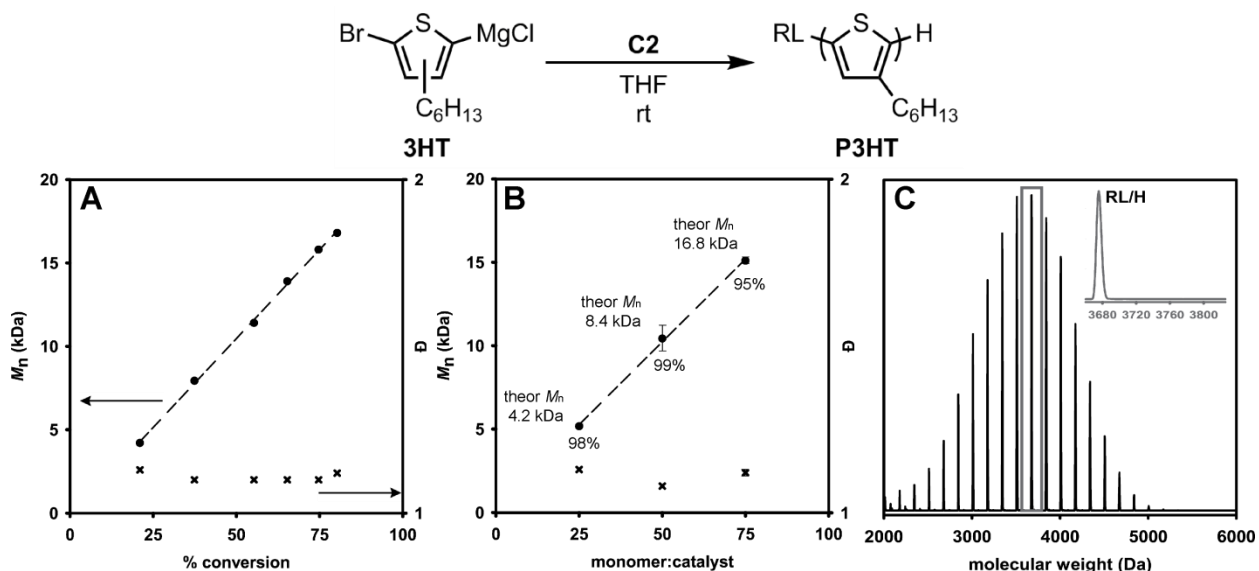 Br
S
MgCl
C₆H₁₃
3HT
C2
THF
rt
RL
S
H
C₆H₁₃
P3HT
A
20
15
10
5
0
Mn (kDa)
0 25 50 75 100
% conversion
2
1
Đ
B
20
15
10
5
0
Mn (kDa)
theor Mn
16.8 kDa
95%
theor Mn
8.4 kDa
99%
theor Mn
4.2 kDa
98%
0 25 50 75 100
monomer:catalyst
2
1
Đ
C
RL/H
3680 3720 3760 3800
2000 3000 4000 5000 6000
molecular weight (Da)